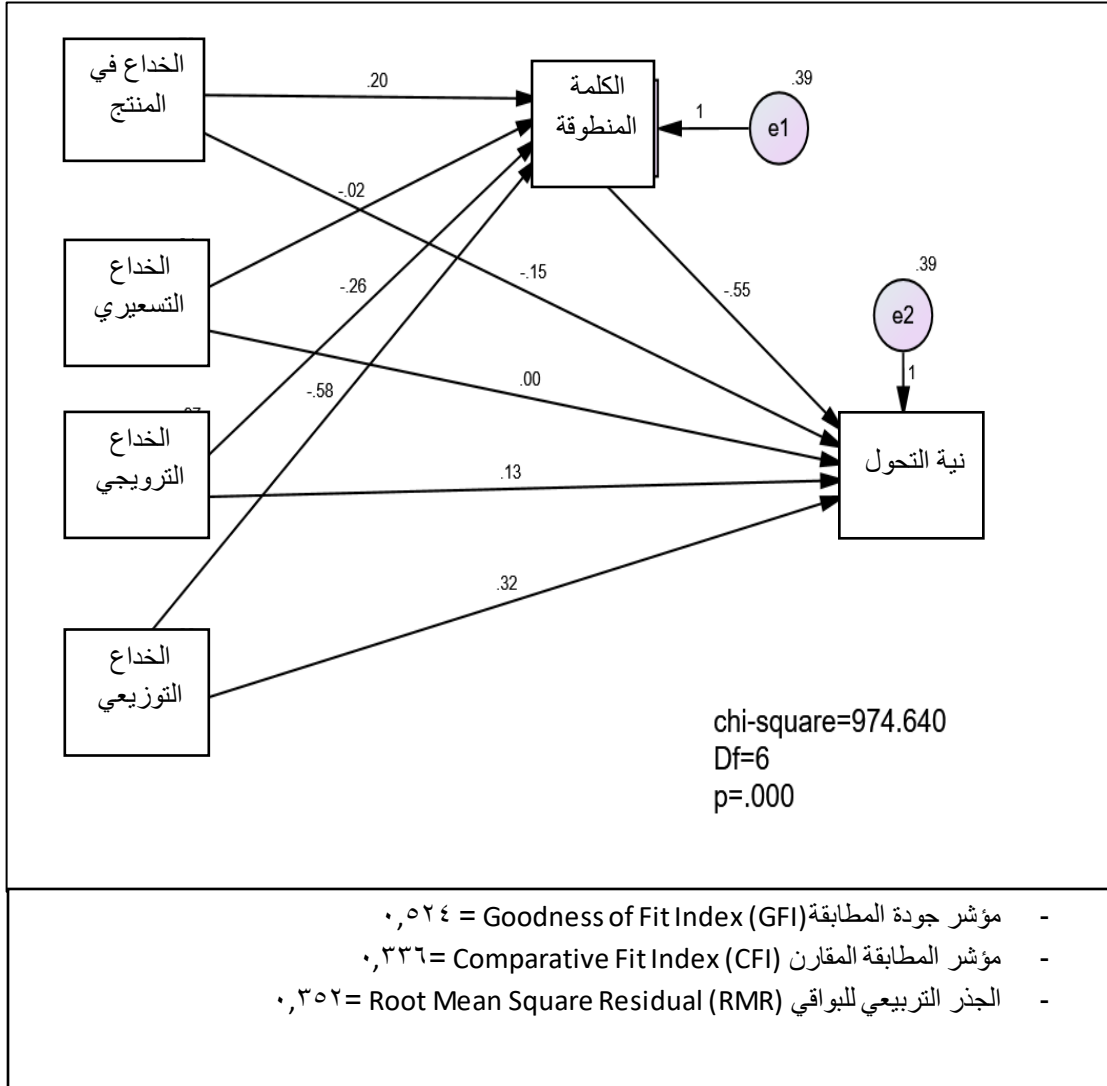 الخداع في
المنتج
.20
الكلمة
المنطوقة
.39
1
e1
-.02
الخداع
التسعيري
-.15
-.26
-.55
.39
e2
1
.00
-.58
الخداع
الترويجي
.13
نية التحول
.32
الخداع
التوزيعي
chi-square=974.640
Df=6
p=.000
- مؤشر جودة المطابقة Goodness of Fit Index (GFI) = ٠,٥٢٤
- مؤشر المطابقة المقارن Comparative Fit Index (CFI) =٠,٣٣٦
- الجذر التربيعي للبواقي Root Mean Square Residual (RMR) =٠,٣٥٢